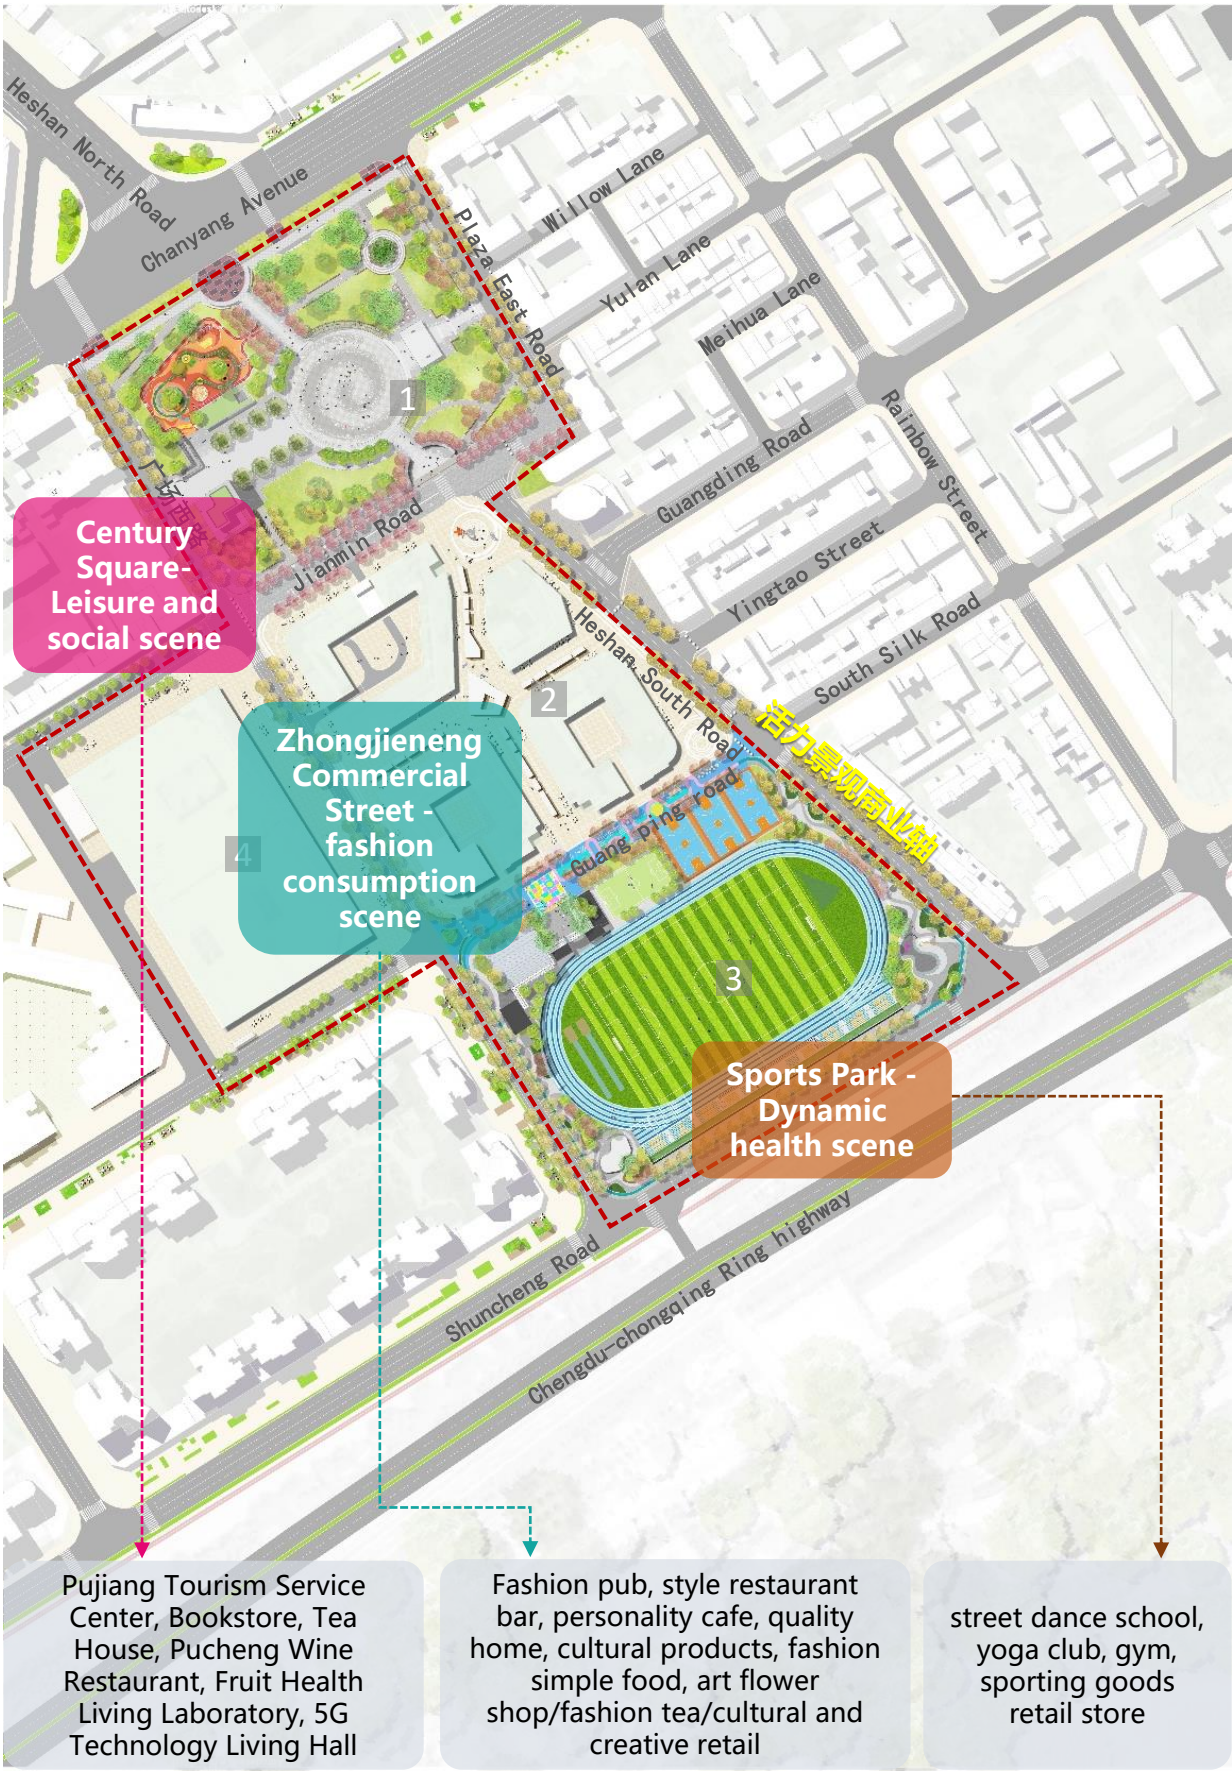 Heshan North Road
Chanyang Avenue
Willow Lane
Plaza East Road
Yulan Lane
Meihua Lane
1
Rainbow Street
Guangding Road
广场西路
Century
Square-
Leisure and
social scene
Jianmin Road
Yingtao Street
Heshan South Road
South Silk Road
2
活力景观商业轴
Zhongjieneng
Commercial
Street -
fashion
consumption
scene
4
Guang ping road
3
Sports Park -
Dynamic
health scene
Shuncheng Road
Chengdu-chongqing Ring highway
Pujiang Tourism Service
Center, Bookstore, Tea
House, Pucheng Wine
Restaurant, Fruit Health
Living Laboratory, 5G
Technology Living Hall
Fashion pub, style restaurant
bar, personality cafe, quality
home, cultural products, fashion
simple food, art flower
shop/fashion tea/cultural and
creative retail
street dance school,
yoga club, gym,
sporting goods
retail store